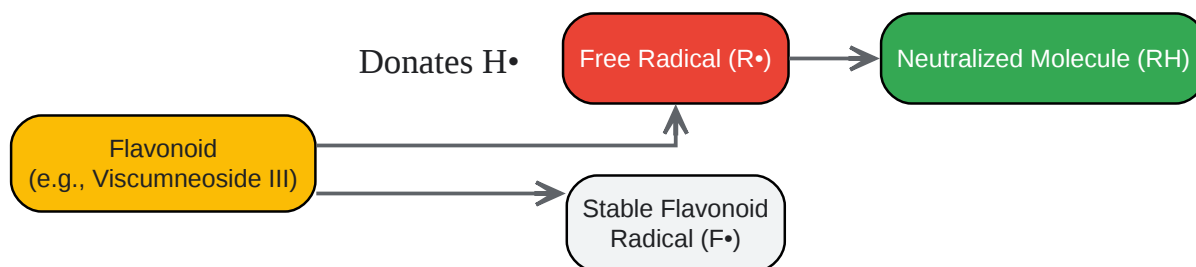 Donates H•
Free Radical (R•)
Neutralized Molecule (RH)
Flavonoid
(e.g., Viscumneoside III)
Stable Flavonoid
Radical (F•)